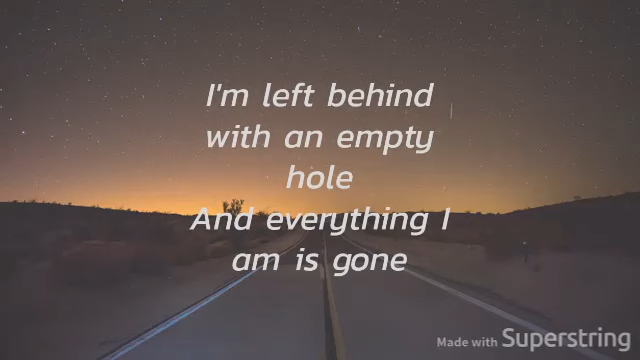 I'm left behind
with an empty
hole
And everything I
am is gone
Made with Superstring